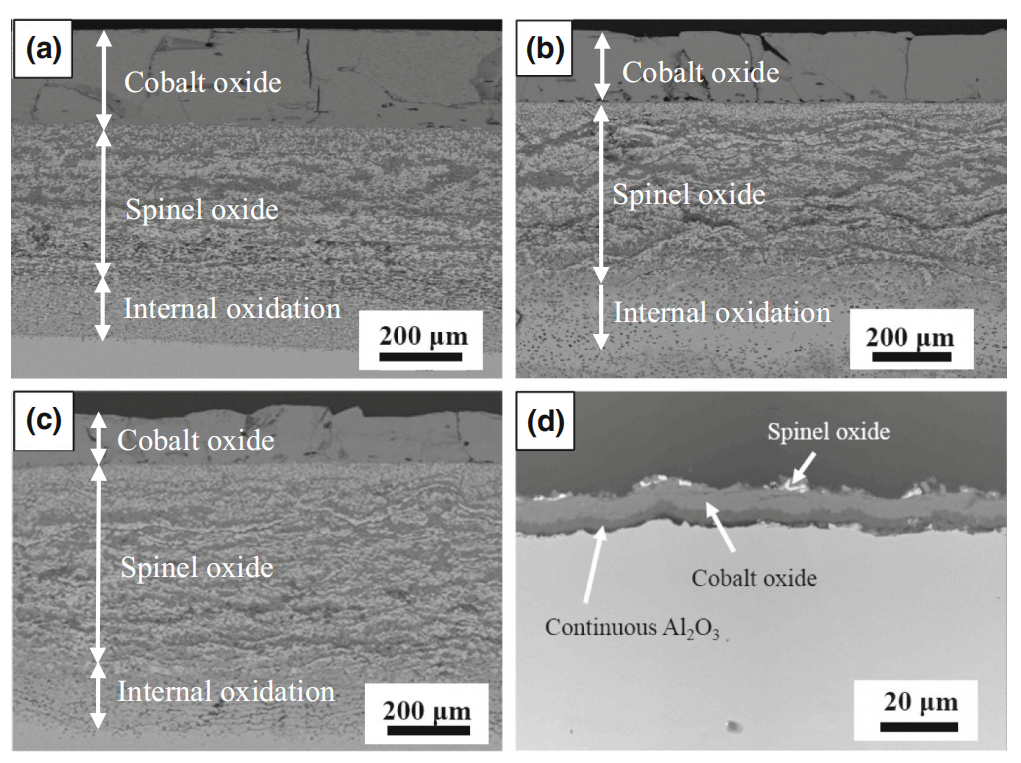 (a)
Cobalt oxide
Spinel oxide
Internal oxidation
200 µm
(b)
Cobalt oxide
Spinel oxide
Internal oxidation
200 µm
(c)
Cobalt oxide
Spinel oxide
Internal oxidation
200 µm
(d)
Spinel oxide
Cobalt oxide
Continuous Al₂O₃
20 µm